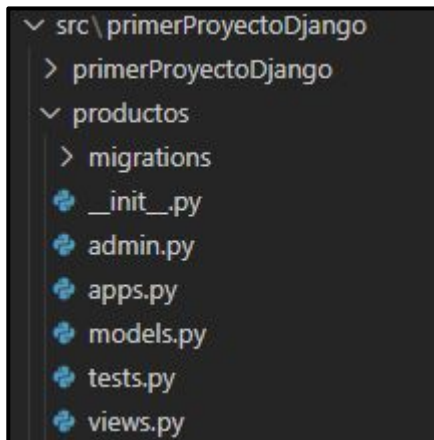 src\primerProyectoDjango
primerProyectoDjango
productos
migrations
__init__.py
admin.py
apps.py
models.py
tests.py
views.py